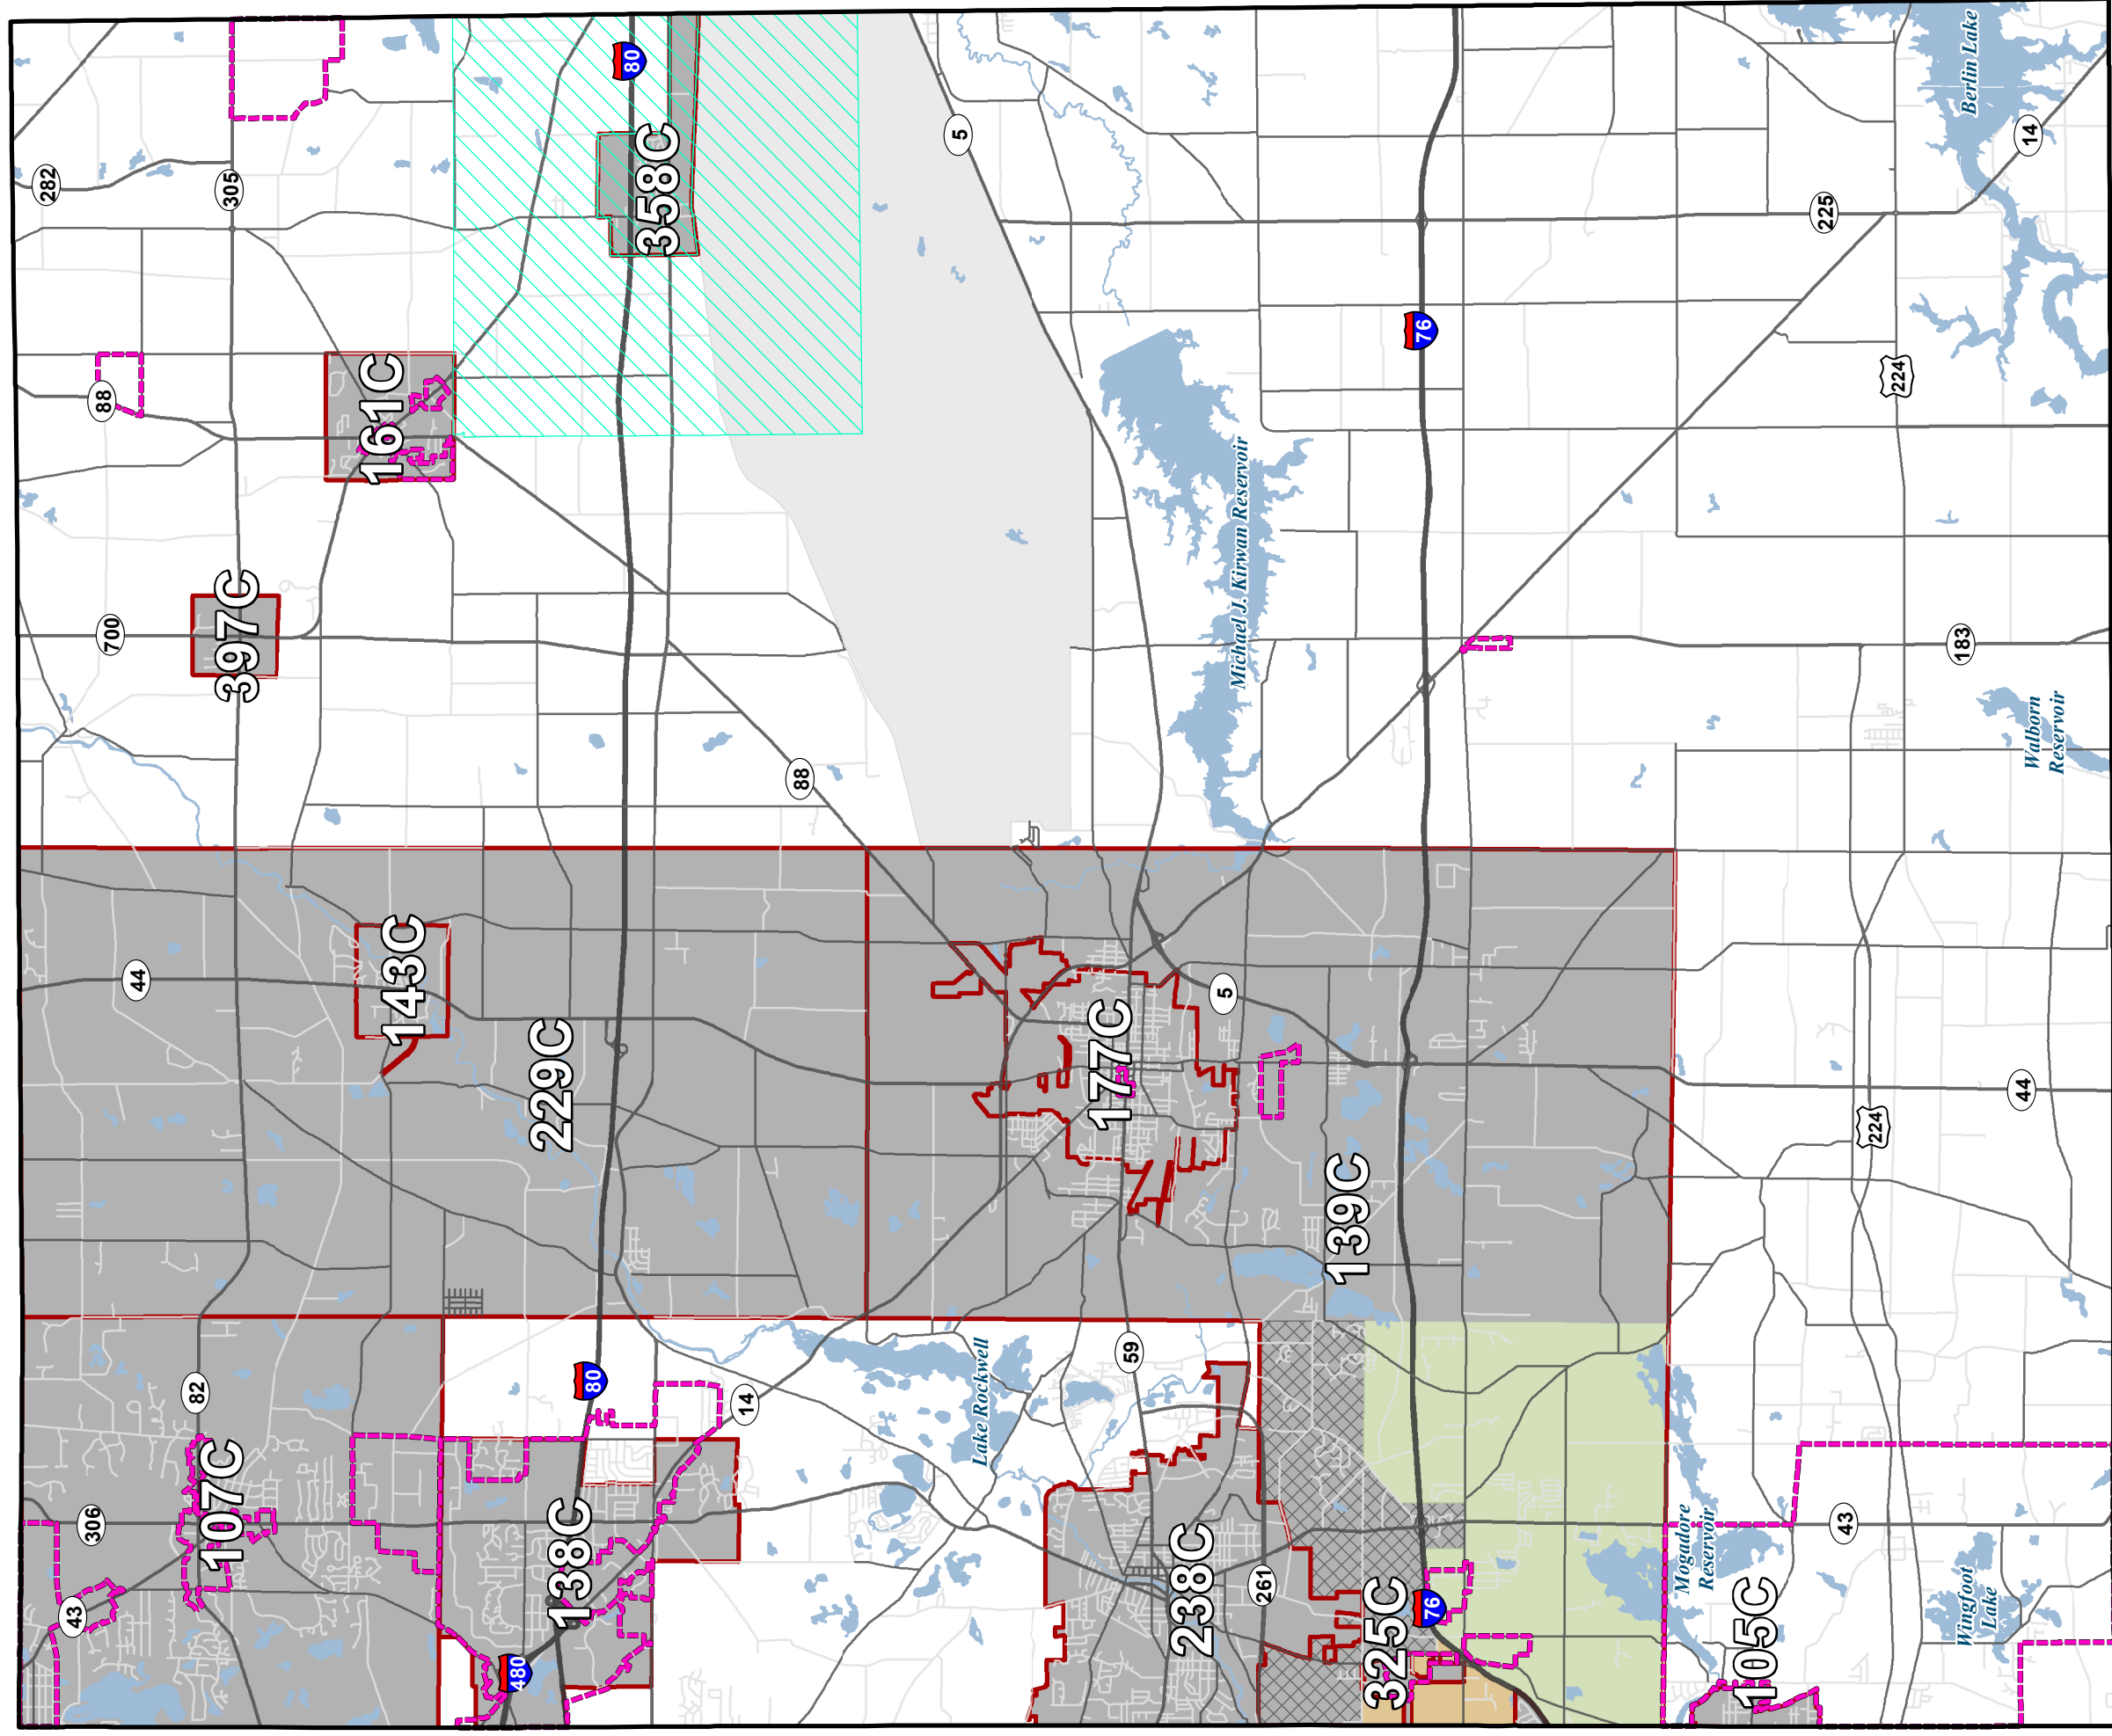 282
43
306
88
700
44
82
107C
305
397C
161C
143C
480
229C
138C
80
80
358C
14
88
5
Lake Rockwell
177C
59
238C
5
Michael J. Kirwan Reservoir
261
139C
325C
76
76
Mogadore
Reservoir
105C
225
43
224
224
183
Berlin Lake
Wingfoot
Lake
44
14
Walborn
Reservoir